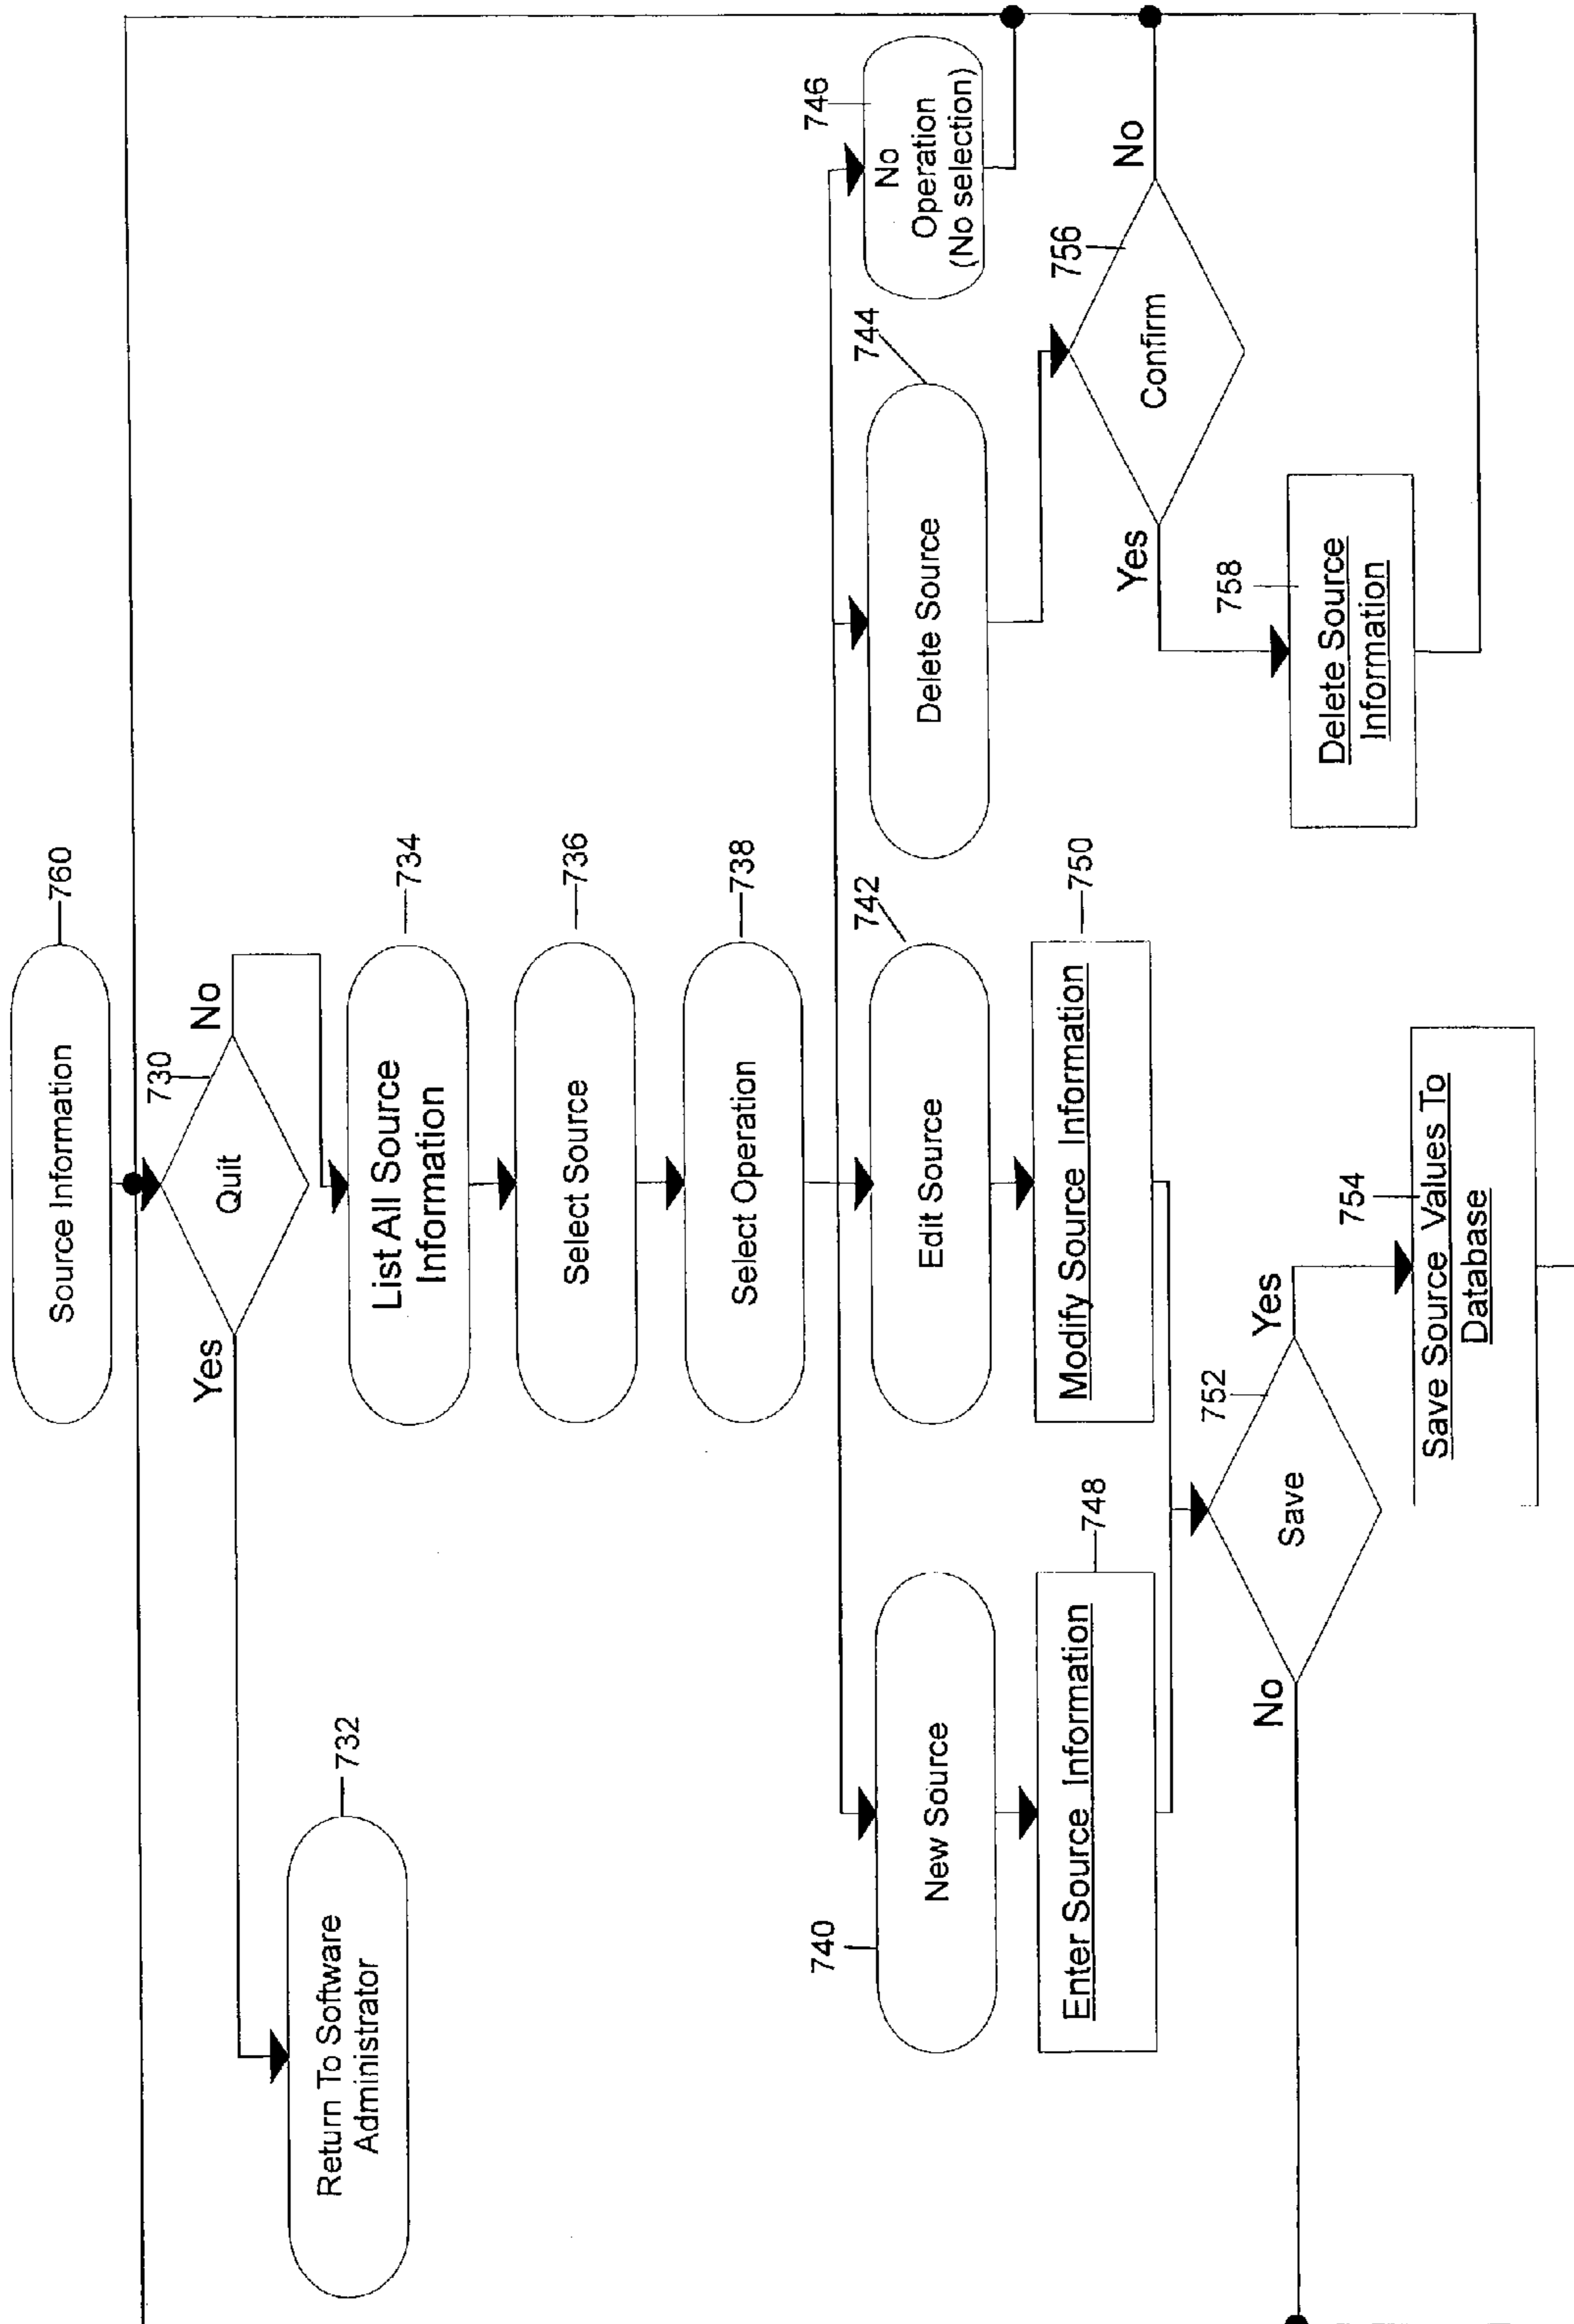 Source Information
760
730
Quit
No
Yes
Return To Software
Administrator
732
List All Source
Information
734
Select Source
736
Select Operation
738
740
New Source
742
Edit Source
744
Delete Source
746
No
Operation
(No selection)
Enter Source Information
748
Modify Source Information
750
756
Confirm
No
Yes
752
Save
No
Yes
758
Delete Source
Information
754
Save Source Values To
Database